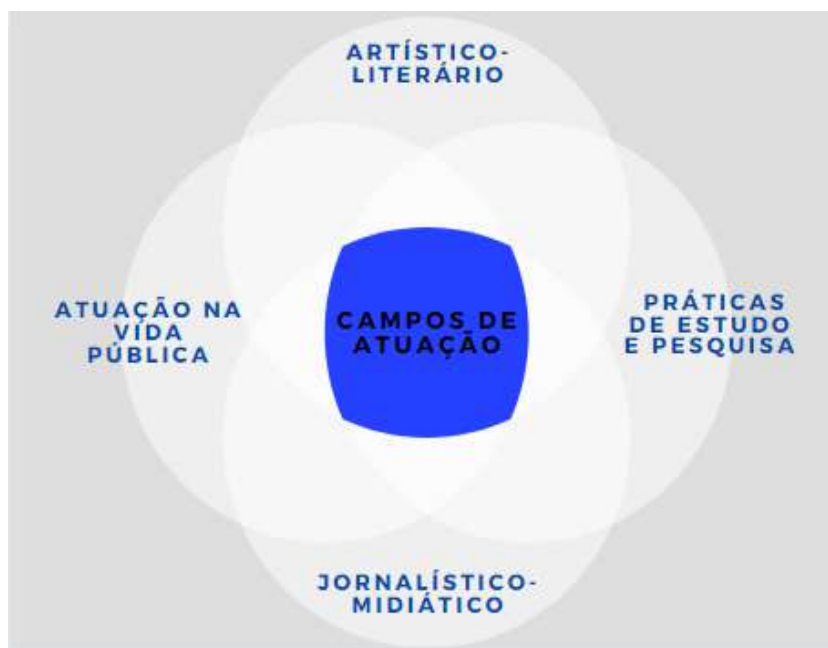 ARTÍSTICO-
LITERÁRIO
ATUAÇÃO NA
VIDA
PÚBLICA
CAMPOS DE
ATUAÇÃO
PRÁTICAS
DE ESTUDO
E PESQUISA
JORNALÍSTICO-
MIDIÁTICO